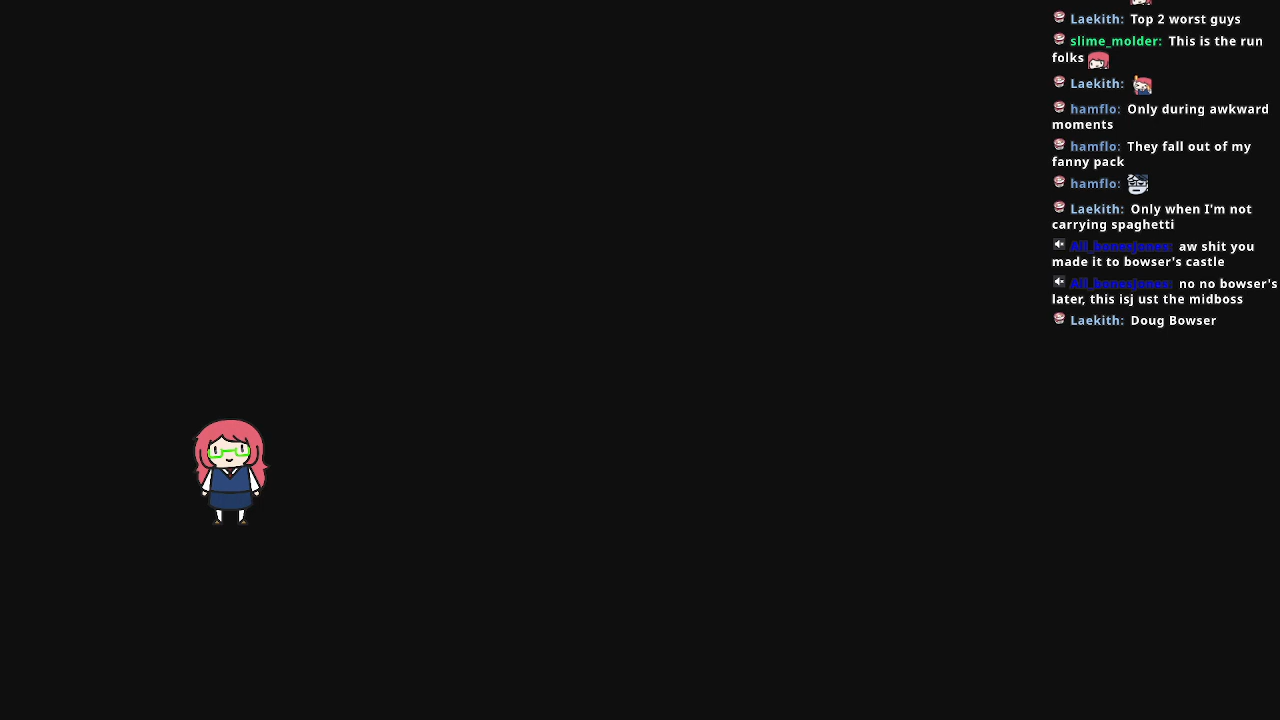 Laekith: Top 2 worst guys
slime_molder: This is the run
folks
Laekith:
hamflo: Only during awkward
moments
hamflo: They fall out of my
fanny pack
hamflo:
Laekith: Only when I'm not
carrying spaghetti
All_bonesjones: aw shit you
made it to bowser's castle
All_bonesjones: no no bowser's
later, this isj ust the midboss
Laekith: Doug Bowser